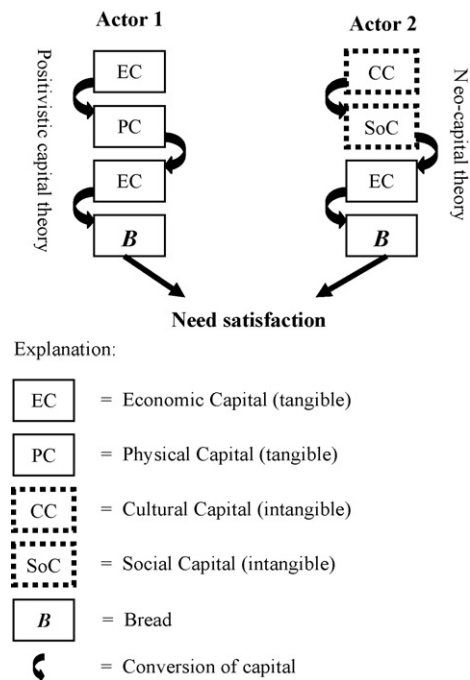 Actor 1
Actor 2
Positivistic capital theory
EC
PC
EC
B
CC
SoC
EC
B
Neo-capital theory
Need satisfaction
Explanation:
EC = Economic Capital (tangible)
PC = Physical Capital (tangible)
CC = Cultural Capital (intangible)
SoC = Social Capital (intangible)
B = Bread
= Conversion of capital